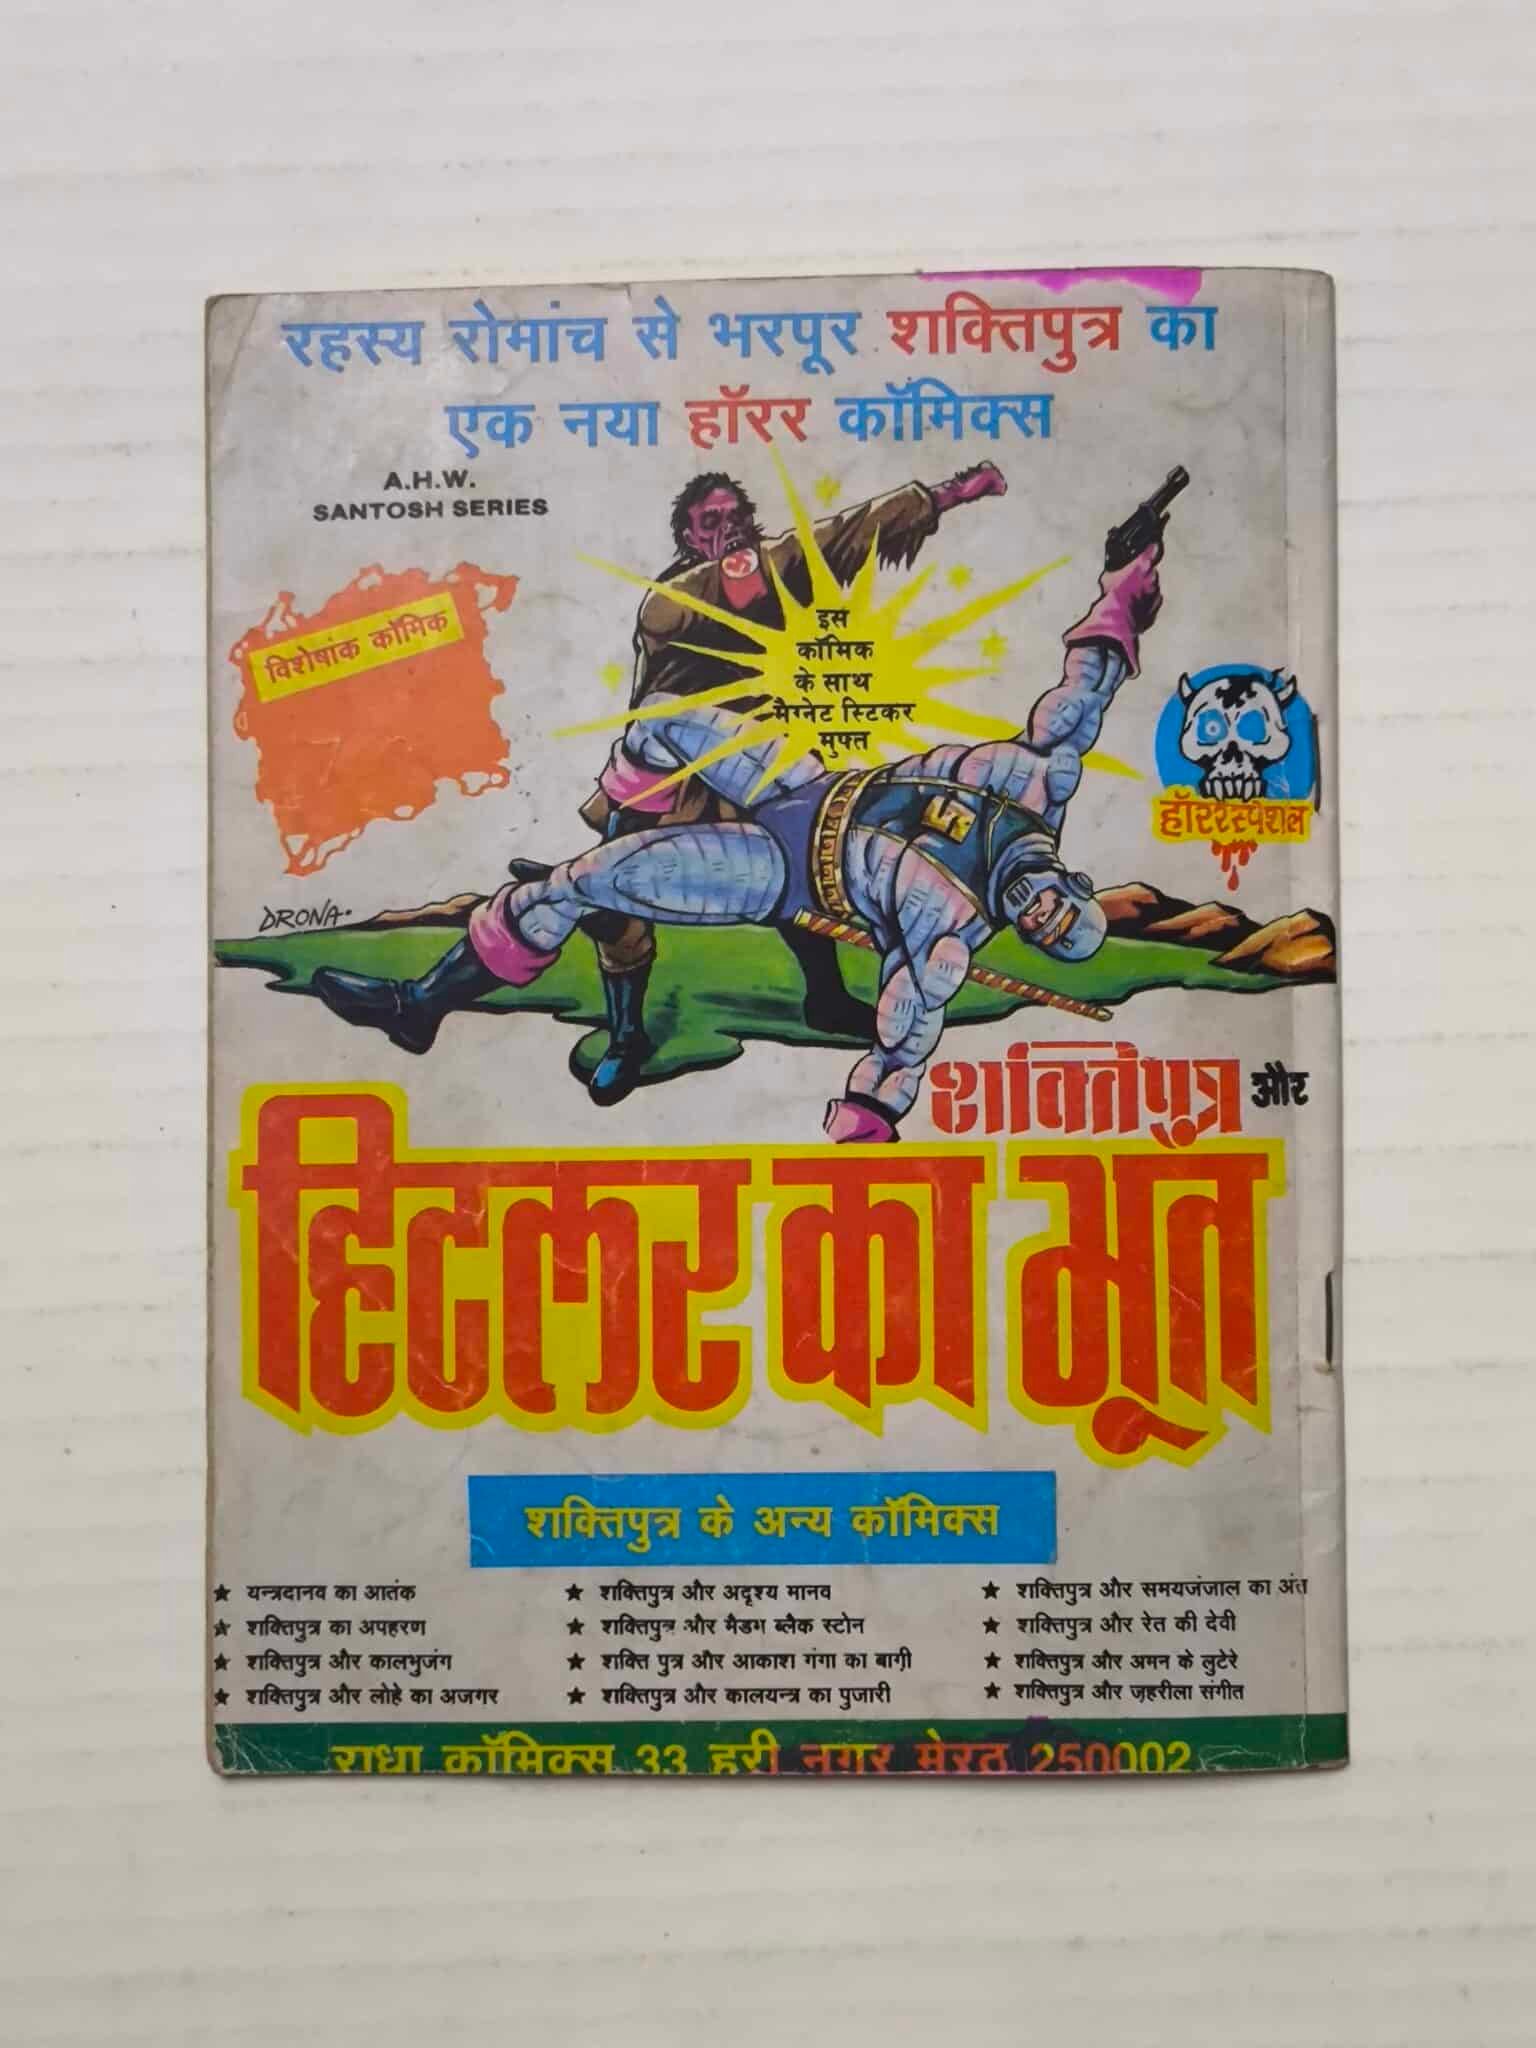 रहस्य रोमांच से भरपूर शक्तिपुत्र का
एक नया हॉरर कॉमिक्स
A.H.W.
SANTOSH SERIES
विशेषांक कॉमिक
इस
कॉमिक
के साथ
मैग्नेट स्टिकर
मुफ्त
हॉरर स्पेशल
DRONA.
शक्तिपुत्र और
हिटलर का भूत
शक्तिपुत्र के अन्य कॉमिक्स
★ यन्त्रदानव का आतंक
★ शक्तिपुत्र का अपहरण
★ शक्तिपुत्र और कालभुजंग
★ शक्तिपुत्र और लोहे का अजगर
★ शक्तिपुत्र और अदृश्य मानव
★ शक्तिपुत्र और मैडम ब्लैक स्टोन
★ शक्ति पुत्र और आकाश गंगा का बाग़ी
★ शक्तिपुत्र और कालयन्त्र का पुजारी
★ शक्तिपुत्र और समयजंजाल का अंत
★ शक्तिपुत्र और रेत की देवी
★ शक्तिपुत्र और अमन के लुटेरे
★ शक्तिपुत्र और ज़हरीला संगीत
राधा कॉमिक्स 33 हरी नगर मेरठ 250002